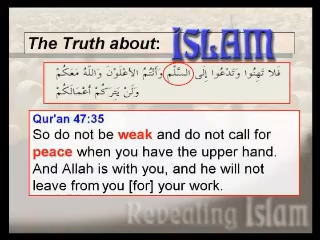 The Truth about: ISLAM
فَلَا تَهِنُوا وَتَدْعُوا إِلَى السَّلْمِ وَأَنْتُمُ الْأَعْلَوْنَ وَاللَّهُ مَعَكُمْ
وَلَنْ يَتِرَكُمْ أَعْمَالَكُمْ
Qur'an 47:35
So do not be weak and do not call for
peace when you have the upper hand.
And Allah is with you, and he will not
leave from you [for] your work.
Repealing Islam